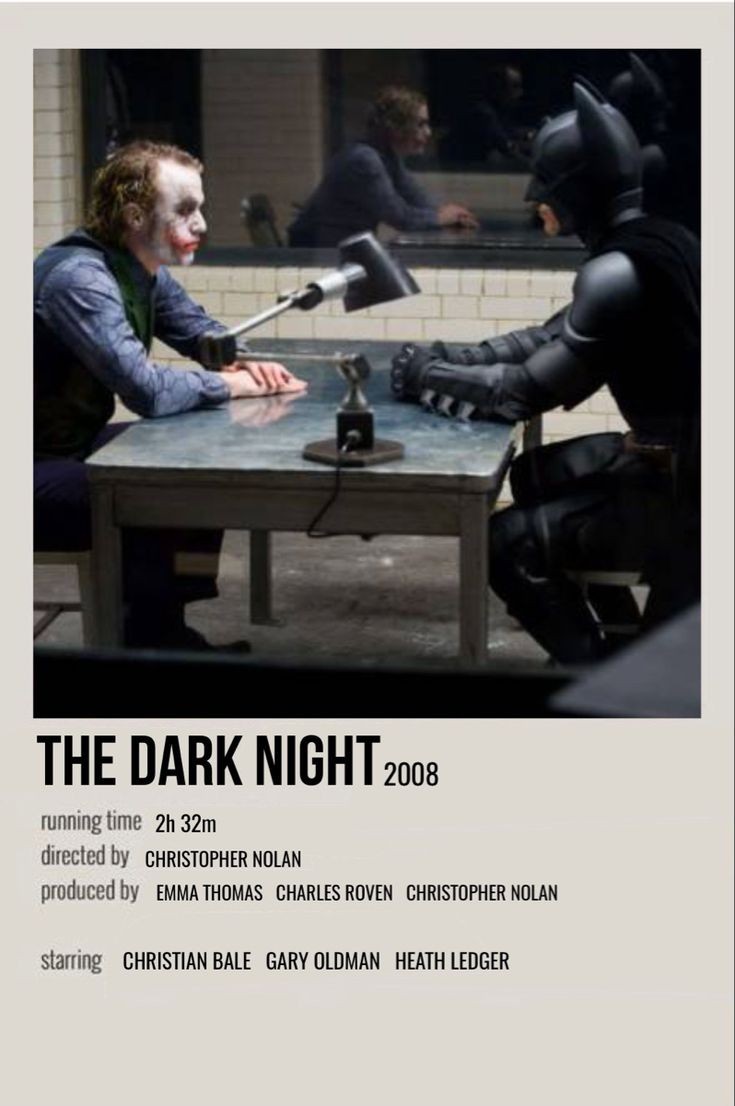 THE DARK NIGHT 2008
running time 2h 32m
directed by CHRISTOPHER NOLAN
produced by EMMA THOMAS CHARLES ROVEN CHRISTOPHER NOLAN
starring CHRISTIAN BALE GARY OLDMAN HEATH LEDGER